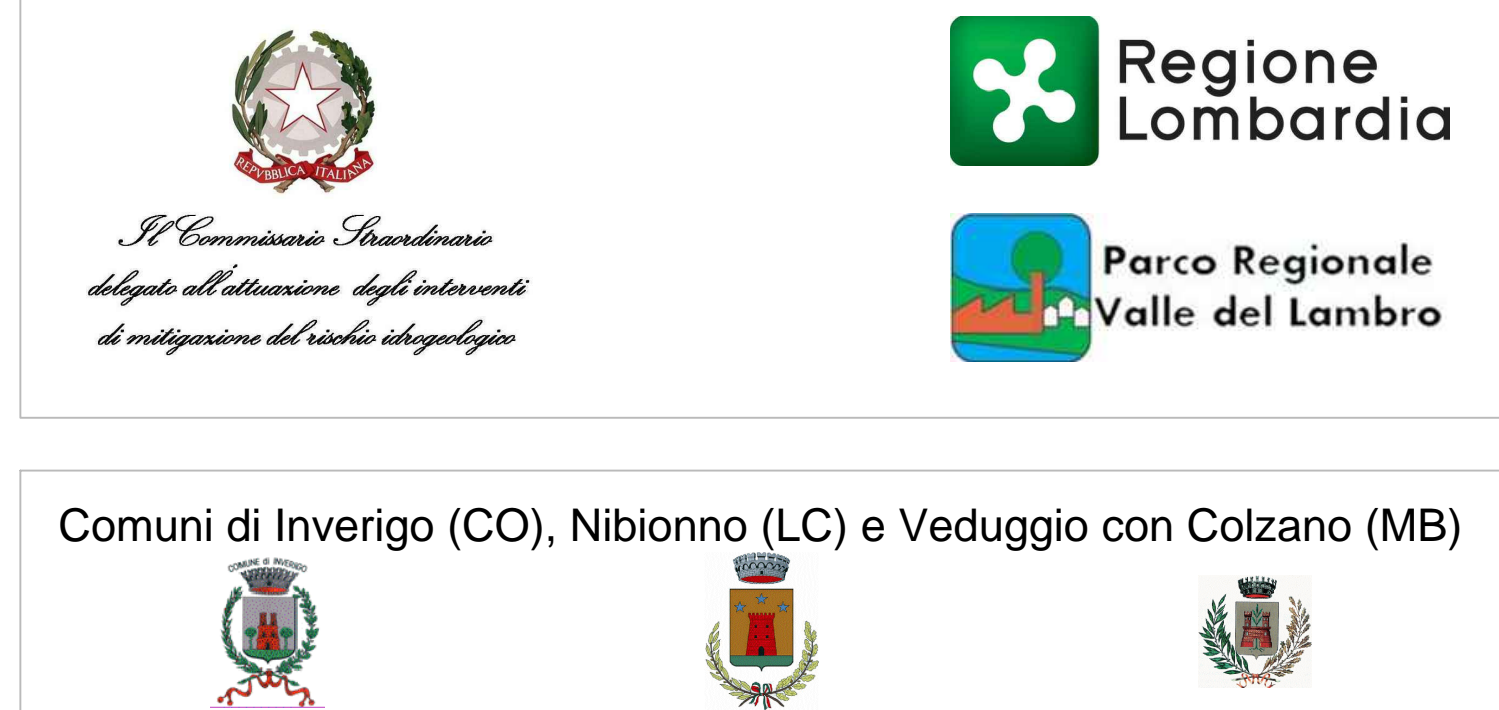 REPVBBLICA ITALIANA
Il Commissario Straordinario
delegato all'attuazione degli interventi
di mitigazione del rischio idrogeologico
Regione
Lombardia
Parco Regionale
Valle del Lambro
Comuni di Inverigo (CO), Nibionno (LC) e Veduggio con Colzano (MB)
COMUNE di INVERIGO